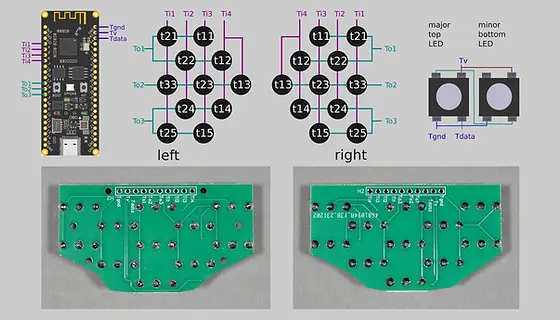 Ti1 Ti2 Ti3 Ti4
Ti1 Ti2 Ti3 Ti4
Tgnd
Tv
Tdata
Ti1
Ti2
Ti3
Ti4
To1
To2
To3
t21 t11
To1
t22 t12
To2
t33 t23 t13
t24 t14
To3
t25 t15
left
t11 t21
To1
t12 t22
t13 t23 t33
To2
t14 t24
To3
t15 t25
right
major
top
LED
minor
bottom
LED
Tv
Tgnd Tdata